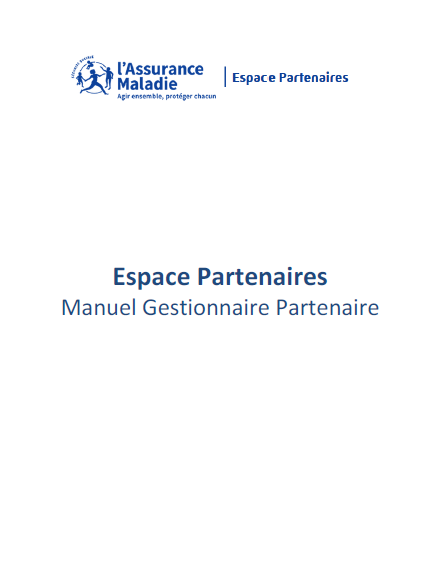 l'Assurance
Maladie
Agir ensemble, protéger chacun
Espace Partenaires
Espace Partenaires
Manuel Gestionnaire Partenaire